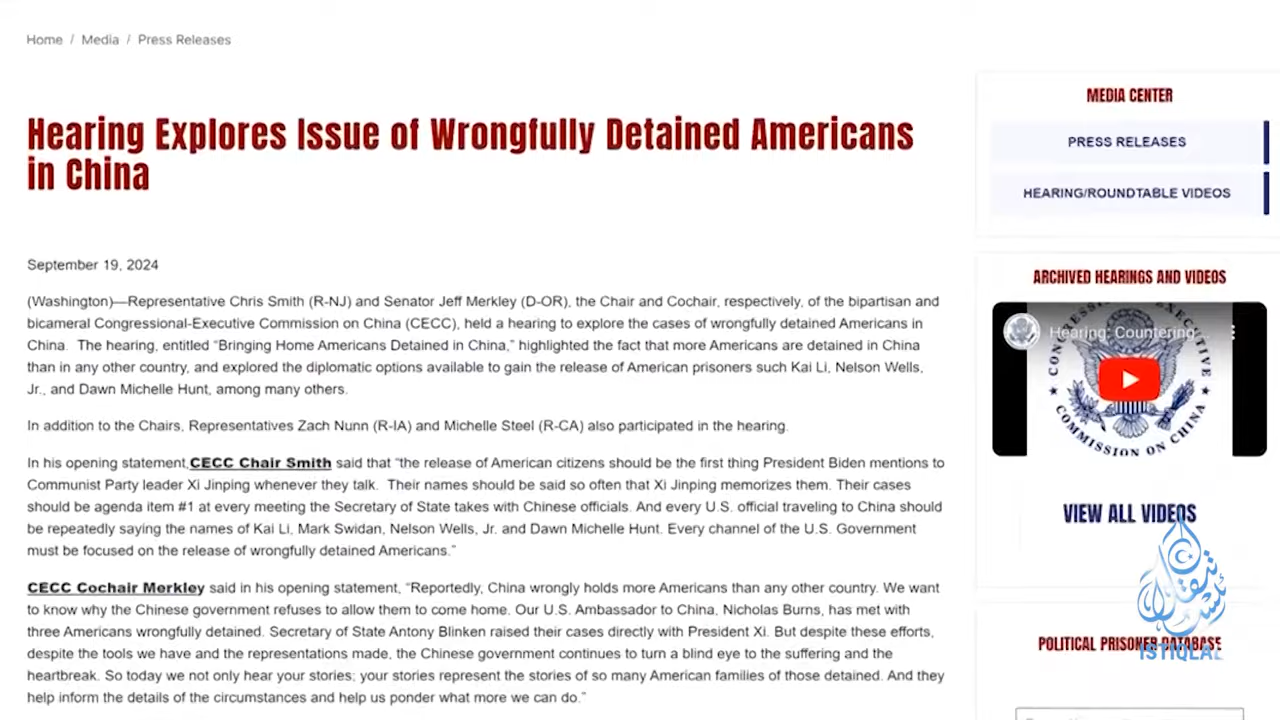 Home / Media / Press Releases
Hearing Explores Issue of Wrongfully Detained Americans
in China
September 19, 2024
(Washington)—Representative Chris Smith (R-NJ) and Senator Jeff Merkley (D-OR), the Chair and Cochair, respectively, of the bipartisan and
bicameral Congressional-Executive Commission on China (CECC), held a hearing to explore the cases of wrongfully detained Americans in
China. The hearing, entitled “Bringing Home Americans Detained in China,” highlighted the fact that more Americans are detained in China
than in any other country, and explored the diplomatic options available to gain the release of American prisoners such Kai Li, Nelson Wells,
Jr., and Dawn Michelle Hunt, among many others.
In addition to the Chairs, Representatives Zach Nunn (R-IA) and Michelle Steel (R-CA) also participated in the hearing.
In his opening statement, CECC Chair Smith said that “the release of American citizens should be the first thing President Biden mentions to
Communist Party leader Xi Jinping whenever they talk. Their names should be said so often that Xi Jinping memorizes them. Their cases
should be agenda item #1 at every meeting the Secretary of State takes with Chinese officials. And every U.S. official traveling to China should
be repeatedly saying the names of Kai Li, Mark Swidan, Nelson Wells, Jr. and Dawn Michelle Hunt. Every channel of the U.S. Government
must be focused on the release of wrongfully detained Americans.”
CECC Cochair Merkley said in his opening statement, “Reportedly, China wrongly holds more Americans than any other country. We want
to know why the Chinese government refuses to allow them to come home. Our U.S. Ambassador to China, Nicholas Burns, has met with
three Americans wrongfully detained. Secretary of State Antony Blinken raised their cases directly with President Xi. But despite these efforts,
despite the tools we have and the representations made, the Chinese government continues to turn a blind eye to the suffering and the
heartbreak. So today we not only hear your stories; your stories represent the stories of so many American families of those detained. And they
help inform the details of the circumstances and help us ponder what more we can do.”
MEDIA CENTER
PRESS RELEASES
HEARING/ROUNDTABLE VIDEOS
ARCHIVED HEARINGS AND VIDEOS
Hearing: Countering...
COMMISSION ON CHINA
VIEW ALL VIDEOS
POLITICAL PRISONER DATABASE
ISTIQLAL